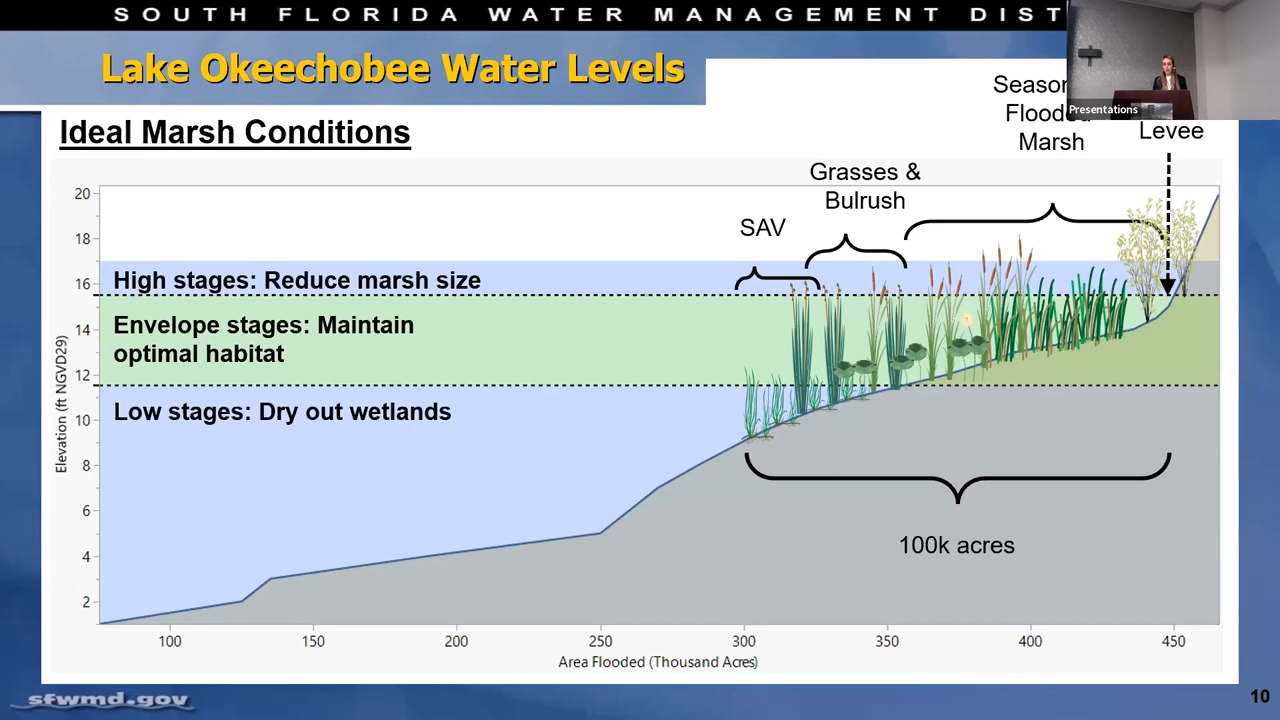 SOUTH FLORIDA WATER MANAGEMENT DIST
Lake Okeechobee Water Levels
Presentations
Ideal Marsh Conditions
Flooded
Marsh
Levee
Grasses &
Bulrush
SAV
20
18
16
14
12
10
8
6
4
2
Elevation (ft NGVD29)
High stages: Reduce marsh size
Envelope stages: Maintain
optimal habitat
Low stages: Dry out wetlands
100k acres
100
150
200
250
300
350
400
450
Area Flooded (Thousand Acres)
sfwmd.gov
10